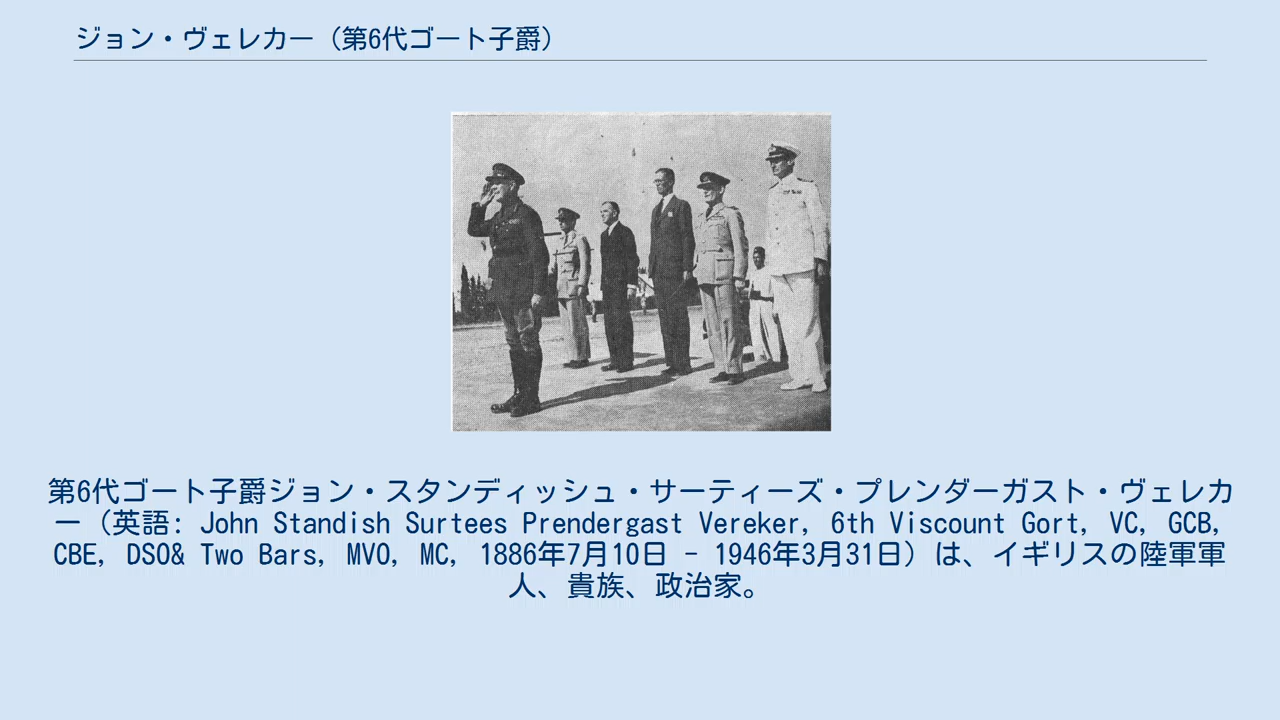 ジョン・ヴェレカー（第6代ゴート子爵）
第6代ゴート子爵ジョン・スタンディッシュ・サーティーズ・プレンダーガスト・ヴェレカ
ー（英語: John Standish Surtees Prendergast Vereker, 6th Viscount Gort, VC, GCB,
CBE, DSO& Two Bars, MVO, MC, 1886年7月10日 - 1946年3月31日）は、イギリスの陸軍軍
人、貴族、政治家。